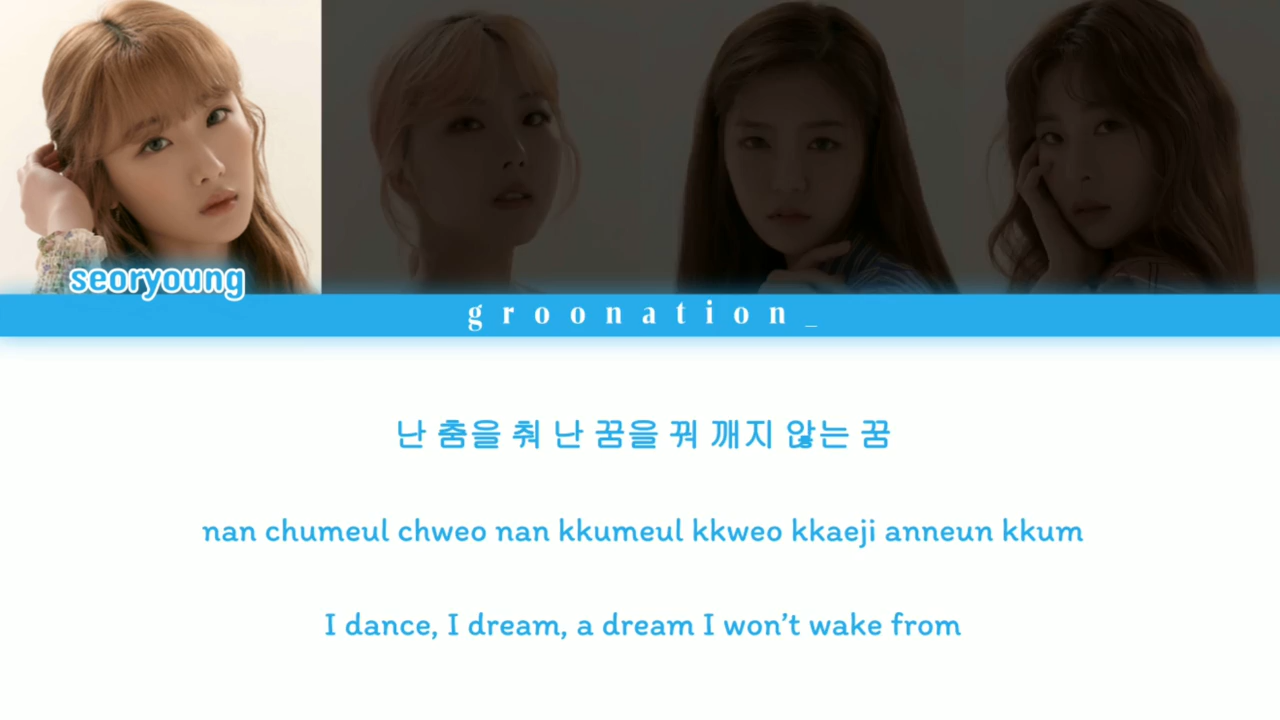 seoryoung
groonation_
난 춤을 춰 난 꿈을 꿔 깨지 않는 꿈
nan chumeul chweo nan kkumeul kkweo kkaeji anneun kkum
I dance, I dream, a dream I won’t wake from